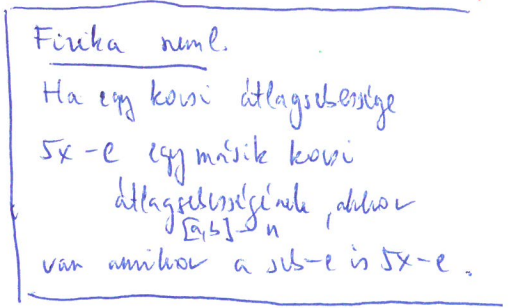 Fizika neml.
Ha egy kocsi átlagsebessége
5x-e egy másik kocsi
átlagsebességének, akkor
[a,b]-n
van amikor a seb-e is 5x-e.